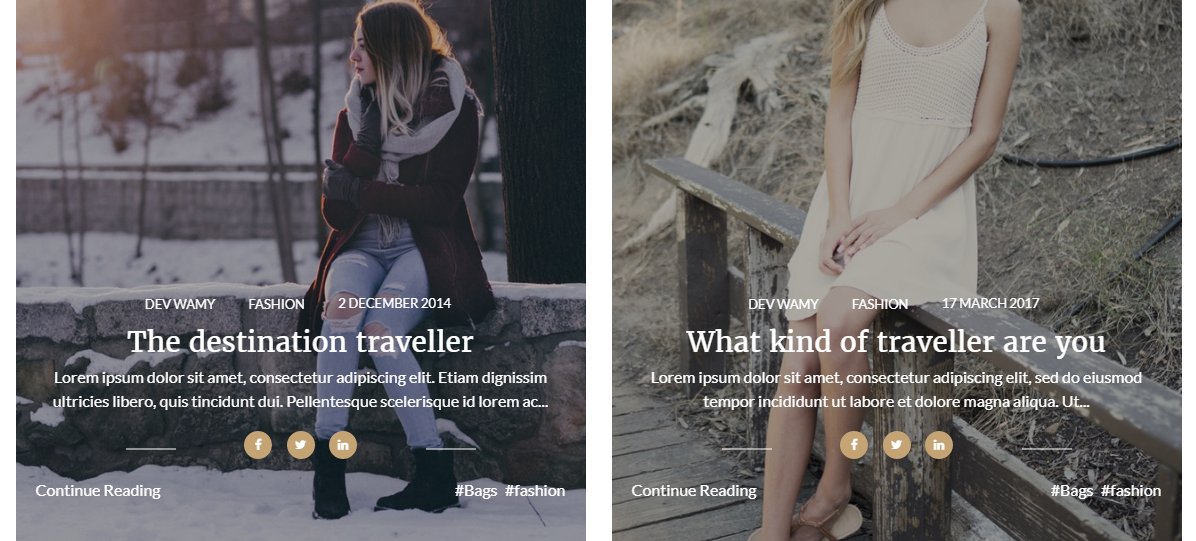 DEV WAMY FASHION 2 DECEMBER 2014
The destination traveller
Lorem ipsum dolor sit amet, consectetur adipiscing elit. Etiam dignissim
ultricies libero, quis tincidunt dui. Pellentesque scelerisque id lorem ac...
Continue Reading #Bags #fashion
DEV WAMY FASHION 17 MARCH 2017
What kind of traveller are you
Lorem ipsum dolor sit amet, consectetur adipiscing elit, sed do eiusmod
tempor incididunt ut labore et dolore magna aliqua. Ut...
Continue Reading #Bags #fashion